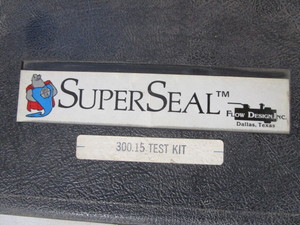 SUPERSEAL™
FLOW DESIGN, INC.
Dallas, Texas
300.15 TEST KIT